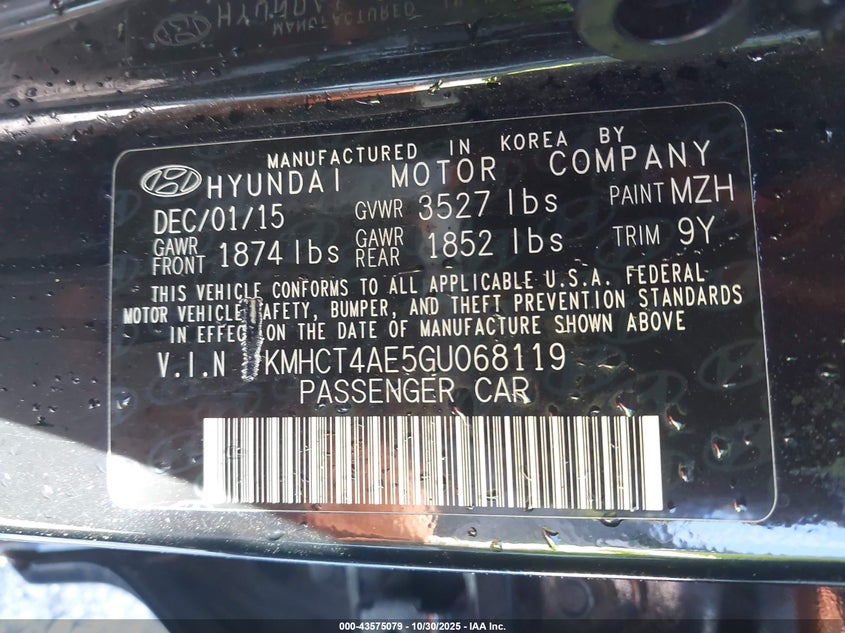 MANUFACTURED IN KOREA BY
HYUNDAI MOTOR COMPANY
DEC/01/15 GVWR 3527 lbs PAINT MZH
GAWR FRONT 1874 lbs GAWR REAR 1852 lbs TRIM 9Y
THIS VEHICLE CONFORMS TO ALL APPLICABLE U.S.A. FEDERAL
MOTOR VEHICLE SAFETY, BUMPER, AND THEFT PREVENTION STANDARDS
IN EFFECT ON THE DATE OF MANUFACTURE SHOWN ABOVE
V.I.N KMHCT4AE5GU068119
PASSENGER CAR
000-43575079 - 10/30/2025 - IAA Inc.